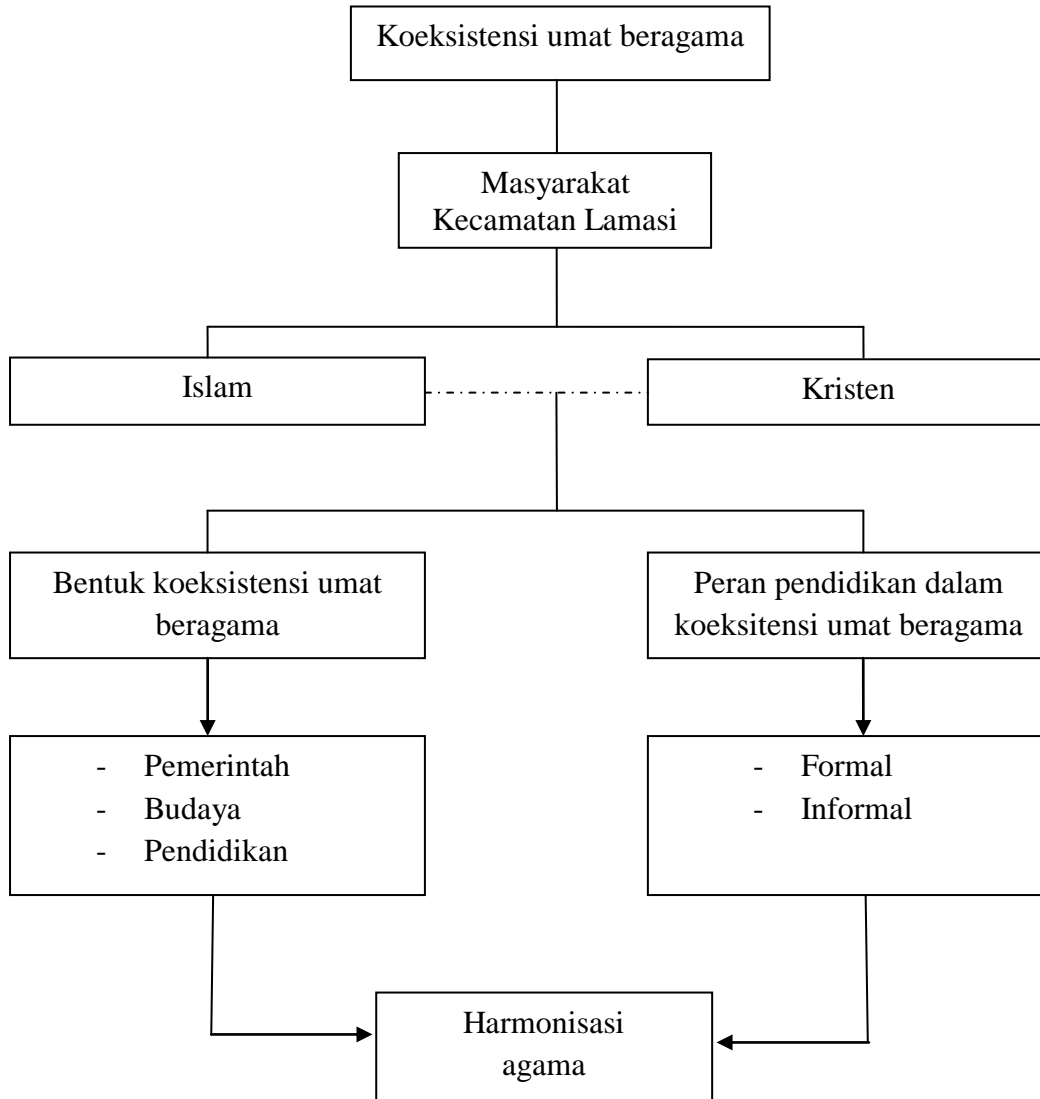 Koeksistensi umat beragama
Masyarakat
Kecamatan Lamasi
Islam
Kristen
Bentuk koeksistensi umat
beragama
Peran pendidikan dalam
koeksitensi umat beragama
- Pemerintah
- Budaya
- Pendidikan
- Formal
- Informal
Harmonisasi
agama